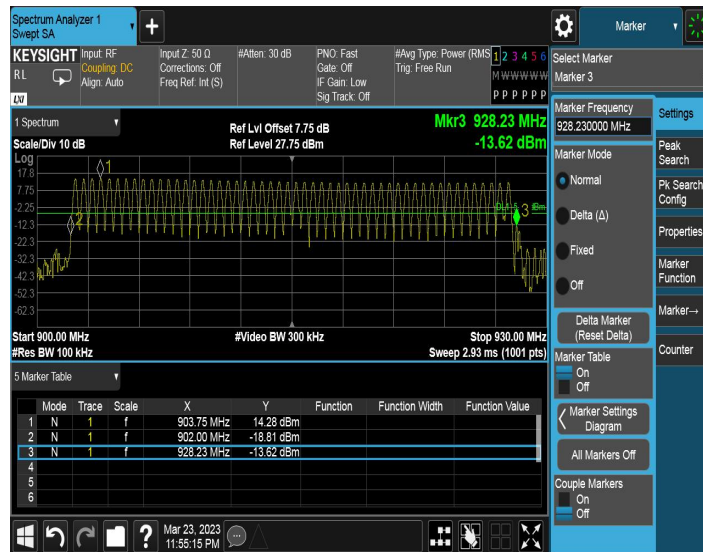 Spectrum Analyzer 1
Swept SA
+
Marker
KEYSIGHT
RL
LXI
Input: RF
Coupling: DC
Align: Auto
Input Z: 50 Ω
Corrections: Off
Freq Ref: Int (S)
#Atten: 30 dB
PNO: Fast
Gate: Off
IF Gain: Low
Sig Track: Off
#Avg Type: Power (RMS
Trig: Free Run
1 2 3 4 5 6
M W W W W W
P P P P P P
Select Marker
Marker 3
1 Spectrum
Scale/Div 10 dB
Ref Lvl Offset 7.75 dB
Ref Level 27.75 dBm
Mkr3 928.23 MHz
-13.62 dBm
Log
17.8
7.75
-2.25
-12.3
-22.3
-32.3
-42.3
-52.3
-62.3
1
2
3
Start 900.00 MHz
#Res BW 100 kHz
#Video BW 300 kHz
Stop 930.00 MHz
Sweep 2.93 ms (1001 pts)
5 Marker Table
Mode Trace Scale X Y Function Function Width Function Value
1 N 1 f 903.75 MHz 14.28 dBm
2 N 1 f 902.00 MHz -18.81 dBm
3 N 1 f 928.23 MHz -13.62 dBm
4
5
6
Marker Frequency
928.230000 MHz
Marker Mode
Normal
Delta (Δ)
Fixed
Off
Delta Marker
(Reset Delta)
Marker Table
On
Off
Marker Settings
Diagram
All Markers Off
Couple Markers
On
Off
Settings
Peak
Search
Pk Search
Config
Properties
Marker
Function
Marker→
Counter
?
Mar 23, 2023
11:55:15 PM